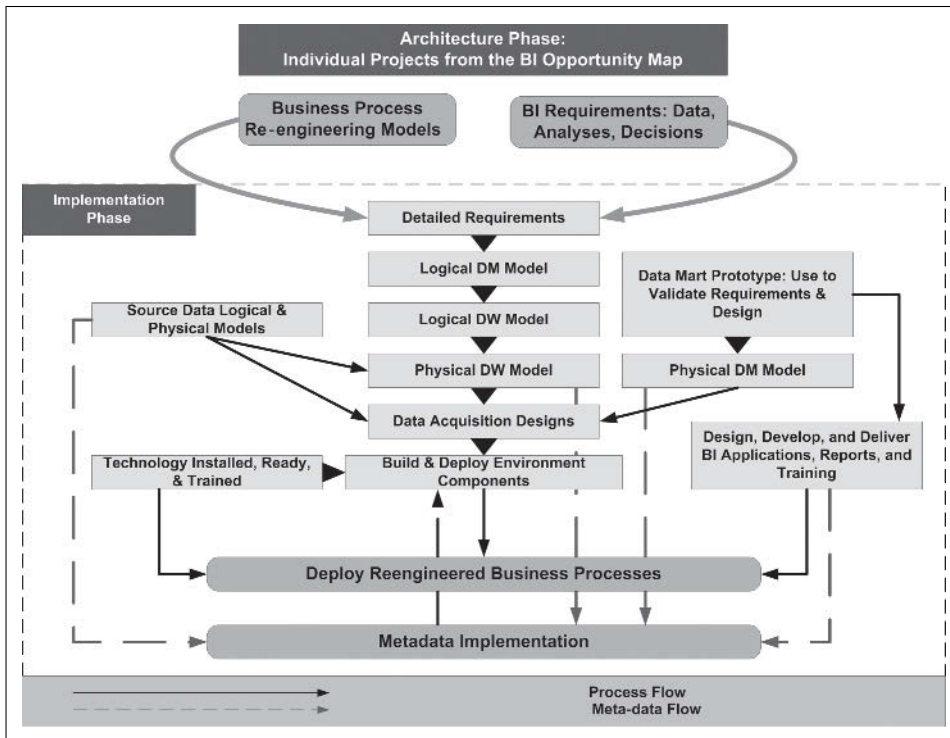 Architecture Phase:
Individual Projects from the BI Opportunity Map
Business Process
Re-engineering Models
BI Requirements: Data,
Analyses, Decisions
Implementation
Phase
Detailed Requirements
Logical DM Model
Data Mart Prototype: Use to
Validate Requirements &
Design
Source Data Logical &
Physical Models
Logical DW Model
Physical DW Model
Physical DM Model
Data Acquisition Designs
Design, Develop, and Deliver
BI Applications, Reports, and
Training
Technology Installed, Ready,
& Trained
Build & Deploy Environment
Components
Deploy Reengineered Business Processes
Metadata Implementation
Process Flow
Meta-data Flow